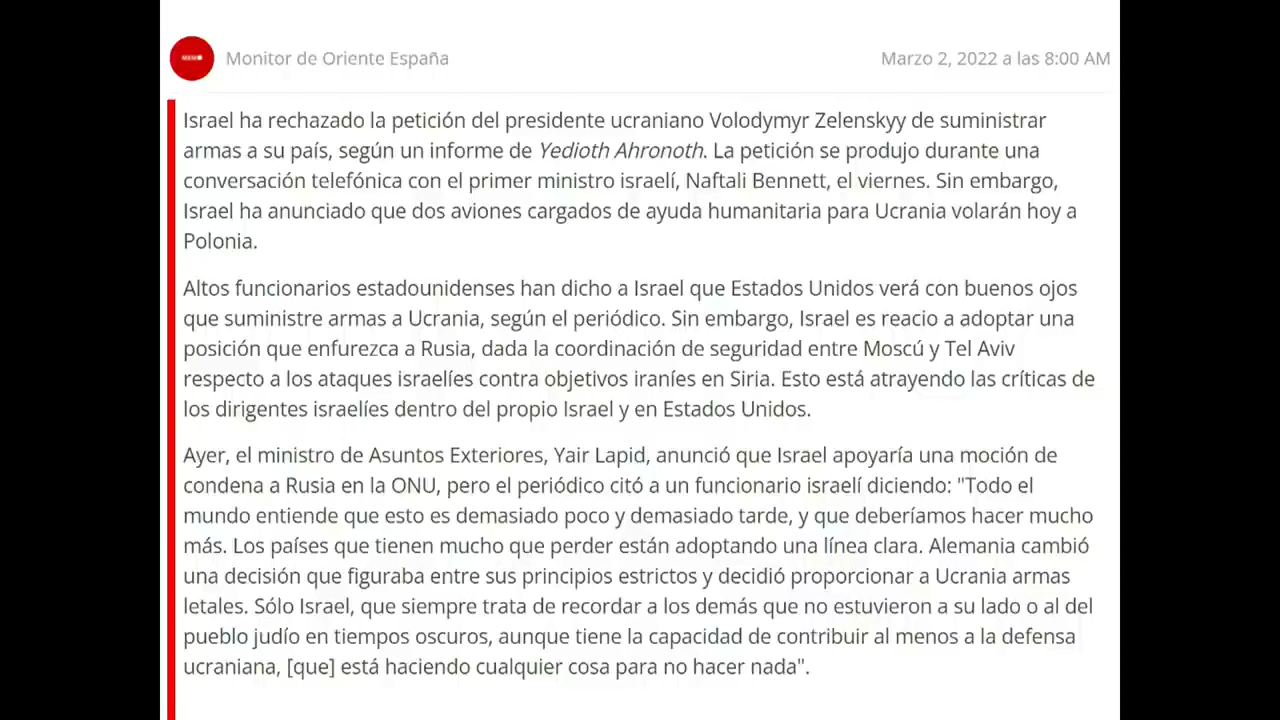 Monitor de Oriente España
Marzo 2, 2022 a las 8:00 AM
Israel ha rechazado la petición del presidente ucraniano Volodymyr Zelenskyy de suministrar
armas a su país, según un informe de Yedioth Ahronoth. La petición se produjo durante una
conversación telefónica con el primer ministro israelí, Naftali Bennett, el viernes. Sin embargo,
Israel ha anunciado que dos aviones cargados de ayuda humanitaria para Ucrania volarán hoy a
Polonia.
Altos funcionarios estadounidenses han dicho a Israel que Estados Unidos verá con buenos ojos
que suministre armas a Ucrania, según el periódico. Sin embargo, Israel es reacio a adoptar una
posición que enfurezca a Rusia, dada la coordinación de seguridad entre Moscú y Tel Aviv
respecto a los ataques israelíes contra objetivos iraníes en Siria. Esto está atrayendo las críticas de
los dirigentes israelíes dentro del propio Israel y en Estados Unidos.
Ayer, el ministro de Asuntos Exteriores, Yair Lapid, anunció que Israel apoyaría una moción de
condena a Rusia en la ONU, pero el periódico citó a un funcionario israelí diciendo: "Todo el
mundo entiende que esto es demasiado poco y demasiado tarde, y que deberíamos hacer mucho
más. Los países que tienen mucho que perder están adoptando una línea clara. Alemania cambió
una decisión que figuraba entre sus principios estrictos y decidió proporcionar a Ucrania armas
letales. Sólo Israel, que siempre trata de recordar a los demás que no estuvieron a su lado o al del
pueblo judío en tiempos oscuros, aunque tiene la capacidad de contribuir al menos a la defensa
ucraniana, [que] está haciendo cualquier cosa para no hacer nada".